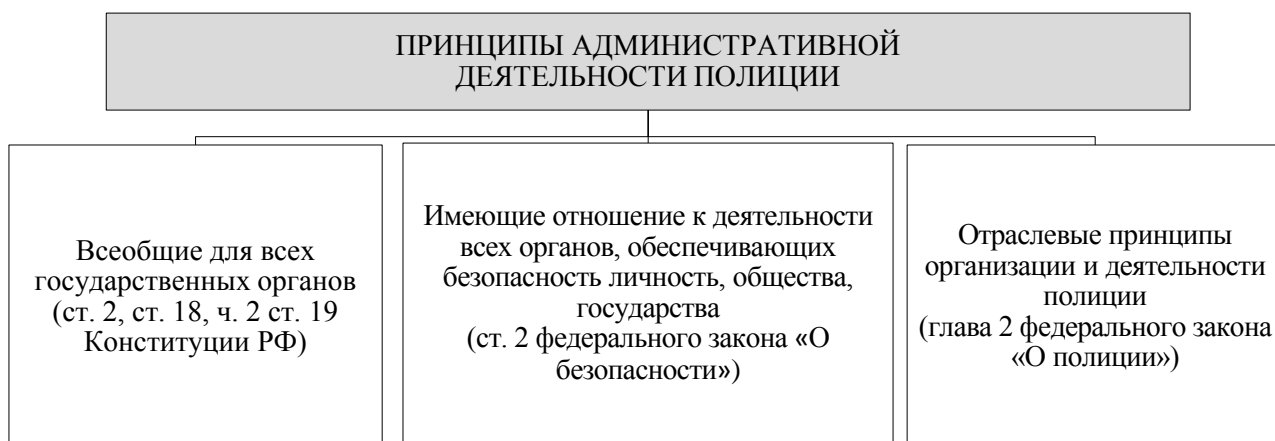 ПРИНЦИПЫ АДМИНИСТРАТИВНОЙ
ДЕЯТЕЛЬНОСТИ ПОЛИЦИИ
Всеобщие для всех
государственных органов
(ст. 2, ст. 18, ч. 2 ст. 19
Конституции РФ)
Имеющие отношение к деятельности
всех органов, обеспечивающих
безопасность личность, общества,
государства
(ст. 2 федерального закона «О
безопасности»)
Отраслевые принципы
организации и деятельности
полиции
(глава 2 федерального закона
«О полиции»)